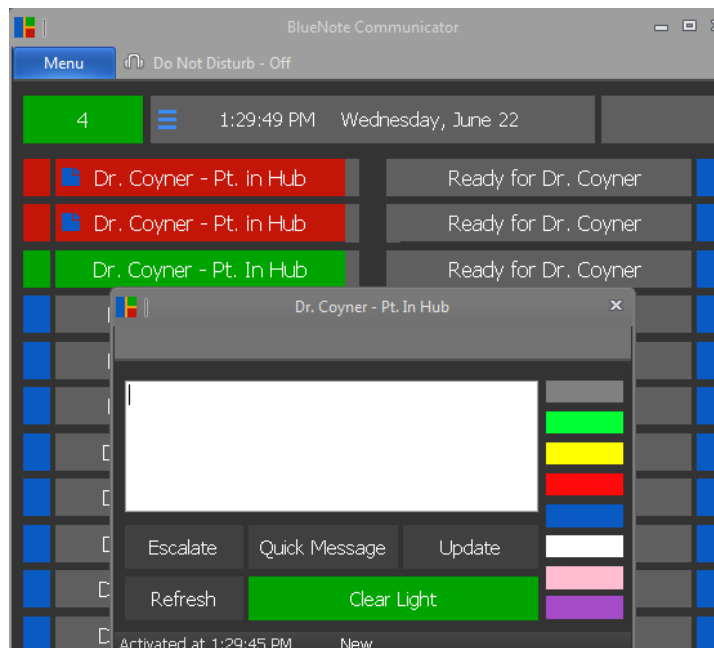 BlueNote Communicator
Menu Do Not Disturb - Off
4 1:29:49 PM Wednesday, June 22
Dr. Coyner - Pt. in Hub Ready for Dr. Coyner
Dr. Coyner - Pt. in Hub Ready for Dr. Coyner
Dr. Coyner - Pt. In Hub Ready for Dr. Coyner
Dr. Coyner - Pt. In Hub
Escalate Quick Message Update
Refresh Clear Light
Activated at 1:29:45 PM New